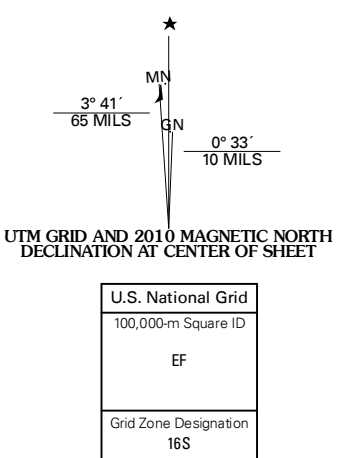 ★
MN
3° 41´
65 MILS
GN
0° 33´
10 MILS
UTM GRID AND 2010 MAGNETIC NORTH
DECLINATION AT CENTER OF SHEET
U.S. National Grid
100,000-m Square ID
EF
Grid Zone Designation
16S